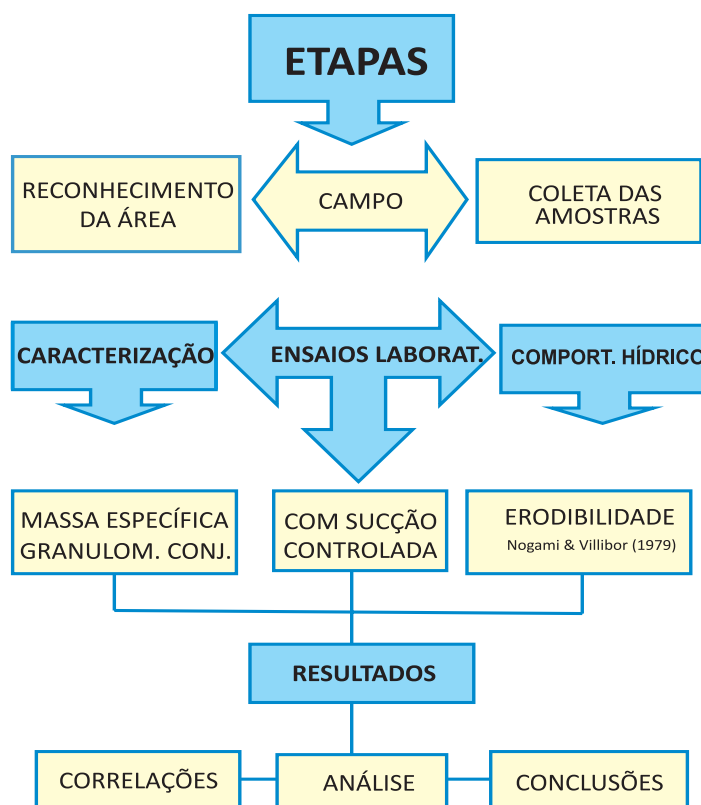 ETAPAS
RECONHECIMENTO
DA ÁREA
CAMPO
COLETA DAS
AMOSTRAS
CARACTERIZAÇÃO
ENSAIOS LABORAT.
COMPORT. HÍDRICO
MASSA ESPECÍFICA
GRANULOM. CONJ.
COM SUCÇÃO
CONTROLADA
ERODIBILIDADE
Nogami & Villibor (1979)
RESULTADOS
CORRELAÇÕES
ANÁLISE
CONCLUSÕES